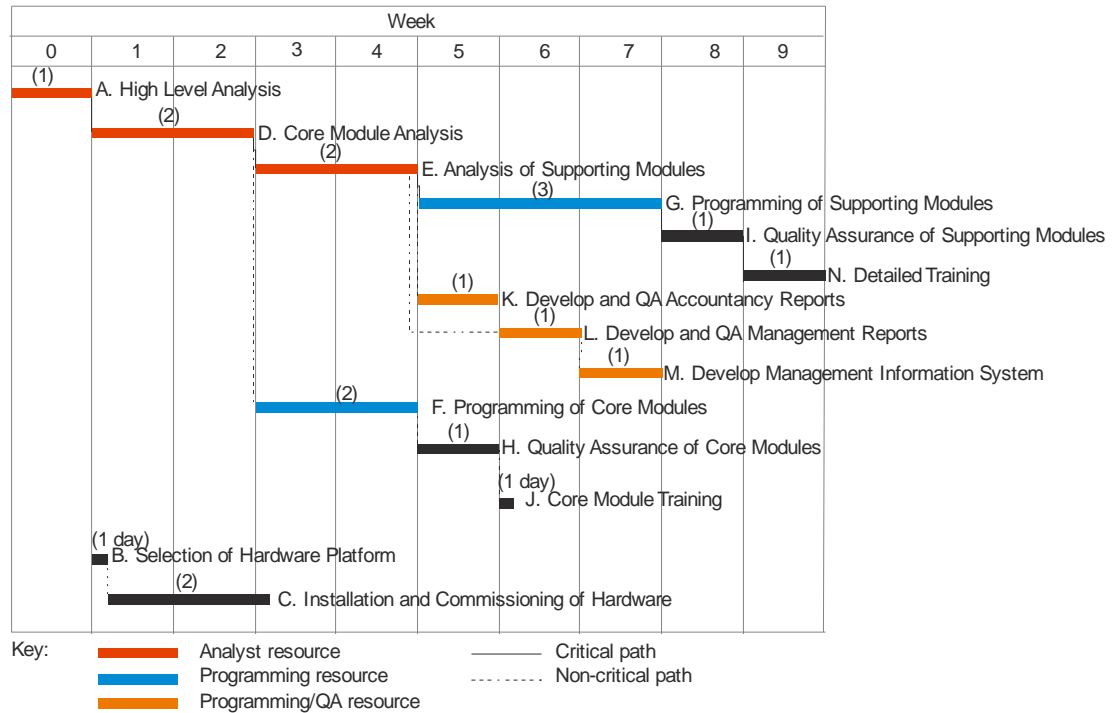 Week
0 1 2 3 4 5 6 7 8 9
(1)
A. High Level Analysis
(2)
D. Core Module Analysis
(2)
E. Analysis of Supporting Modules
(3)
G. Programming of Supporting Modules
(1)
I. Quality Assurance of Supporting Modules
(1)
N. Detailed Training
(1)
K. Develop and QA Accountancy Reports
(1)
L. Develop and QA Management Reports
(1)
M. Develop Management Information System
(2)
F. Programming of Core Modules
(1)
H. Quality Assurance of Core Modules
(1 day)
J. Core Module Training
(1 day)
B. Selection of Hardware Platform
(2)
C. Installation and Commissioning of Hardware
Key:
Analyst resource
Critical path
Programming resource
Non-critical path
Programming/QA resource